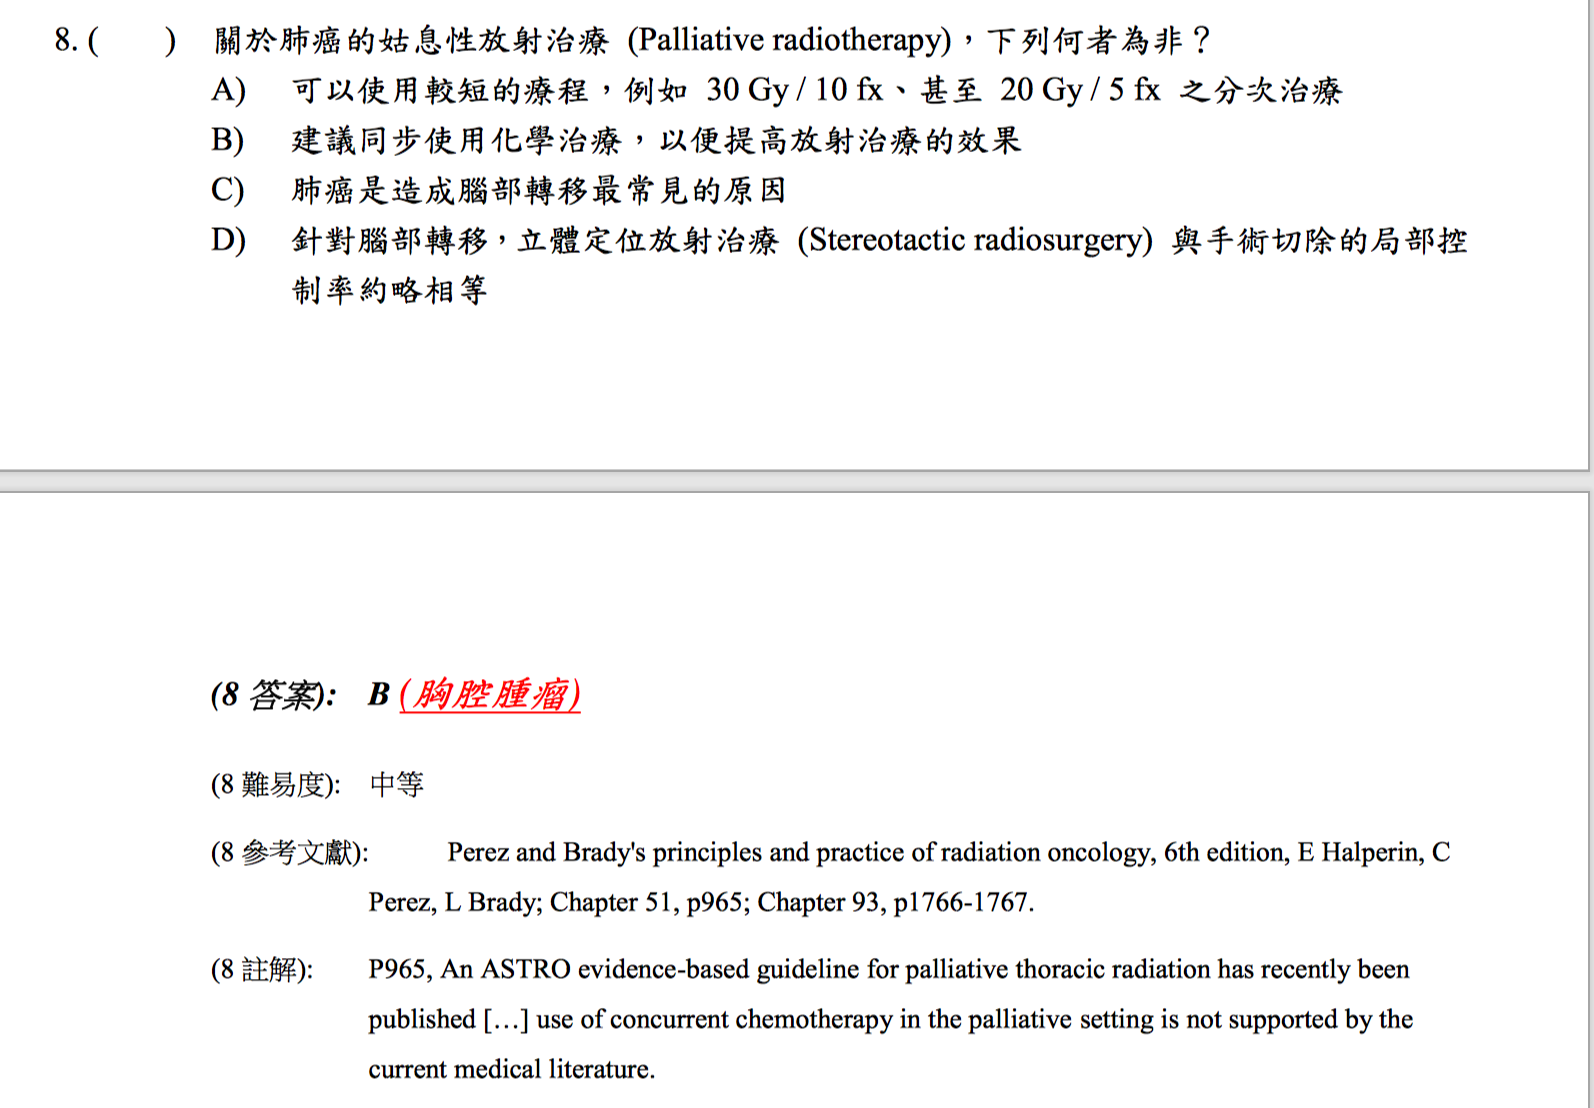 8. (　　) 關於肺癌的姑息性放射治療 (Palliative radiotherapy)，下列何者為非？
A) 可以使用較短的療程，例如 30 Gy / 10 fx、甚至 20 Gy / 5 fx 之分次治療
B) 建議同步使用化學治療，以便提高放射治療的效果
C) 肺癌是造成腦部轉移最常見的原因
D) 針對腦部轉移，立體定位放射治療 (Stereotactic radiosurgery) 與手術切除的局部控
制率約略相等
(8 答案): B (胸腔腫瘤)
(8 難易度): 中等
(8 參考文獻): Perez and Brady's principles and practice of radiation oncology, 6th edition, E Halperin, C
Perez, L Brady; Chapter 51, p965; Chapter 93, p1766-1767.
(8 註解): P965, An ASTRO evidence-based guideline for palliative thoracic radiation has recently been
published […] use of concurrent chemotherapy in the palliative setting is not supported by the
current medical literature.